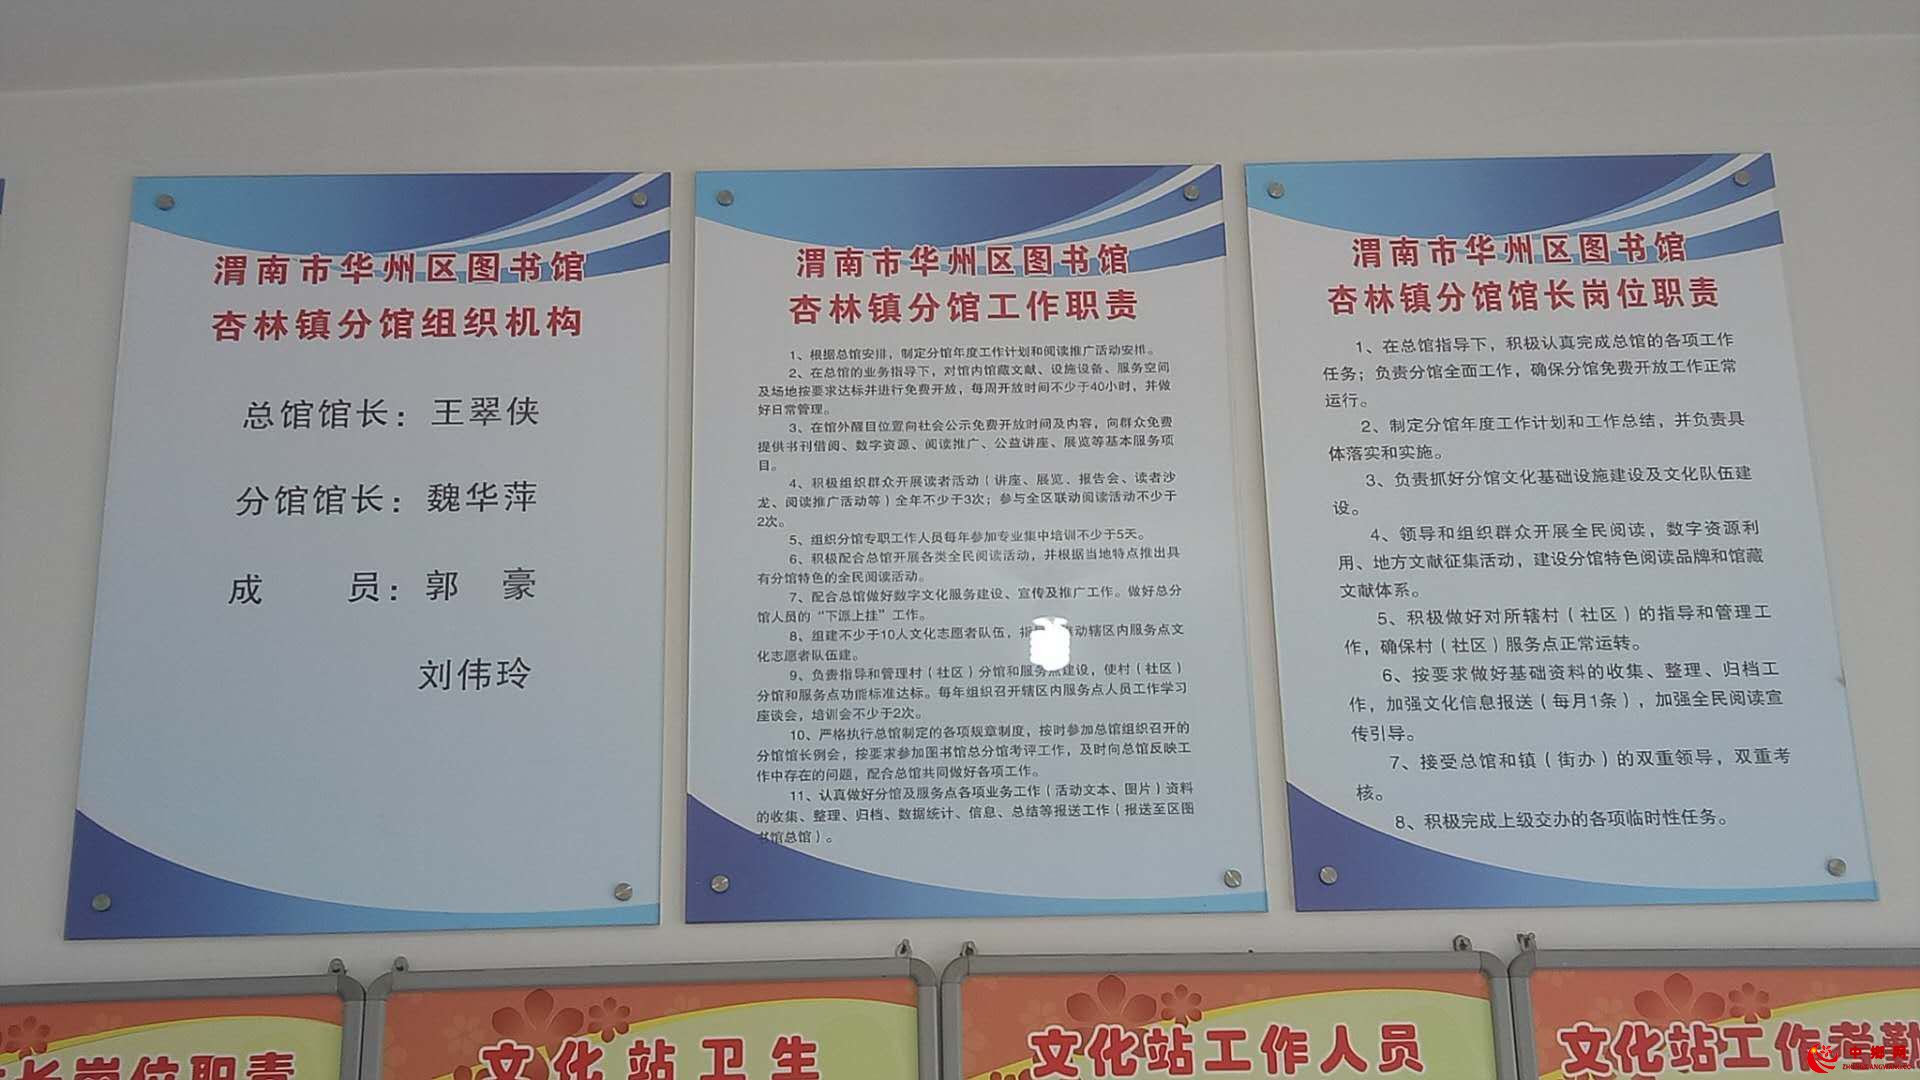 渭南市华州区图书馆
杏林镇分馆组织机构
总馆馆长：王翠侠
分馆馆长：魏华萍
成 员：郭 豪
刘伟玲
渭南市华州区图书馆
杏林镇分馆工作职责
1、根据总馆安排，制定分馆年度工作计划和阅读推广活动安排。
2、在总馆的业务指导下，对馆内馆藏文献、设施设备、服务空间
及场地按要求达标并进行免费开放，每周开放时间不少于40小时，并做
好日常管理。
3、在馆外醒目位置向社会公示免费开放时间及内容，向群众免费
提供书刊借阅、数字资源、阅读推广、公益讲座、展览等基本服务项
目。
4、积极组织群众开展读者活动（讲座、展览、报告会、读者沙
龙、阅读推广活动等）全年不少于3次；参与全区联动阅读活动不少于
2次。
5、组织分馆专职工作人员每年参加专业集中培训不少于5天。
6、积极配合总馆开展各类全民阅读活动，并根据当地特点推出具
有分馆特色的全民阅读活动。
7、配合总馆做好数字文化服务建设、宣传及推广工作。做好总分
馆人员的“下派上挂”工作。
8、组建不少于10人文化志愿者队伍，指 动辖区内服务点文
化志愿者队伍建。
9、负责指导和管理村（社区）分馆和服务点建设，使村（社区）
分馆和服务点功能标准达标。每年组织召开辖区内服务点人员工作学习
座谈会，培训会不少于2次。
10、严格执行总馆制定的各项规章制度，按时参加总馆组织召开的
分馆馆长例会，按要求参加图书馆总分馆考评工作，及时向总馆反映工
作中存在的问题，配合总馆共同做好各项工作。
11、认真做好分馆及服务点各项业务工作（活动文本、图片）资料
的收集、整理、归档、数据统计、信息、总结等报送工作（报送至区图
书馆总馆）。
渭南市华州区图书馆
杏林镇分馆馆长岗位职责
1、在总馆指导下，积极认真完成总馆的各项工作
任务；负责分馆全面工作，确保分馆免费开放工作正常
运行。
2、制定分馆年度工作计划和工作总结，并负责具
体落实和实施。
3、负责抓好分馆文化基础设施建设及文化队伍建
设。
4、领导和组织群众开展全民阅读，数字资源利
用、地方文献征集活动，建设分馆特色阅读品牌和馆藏
文献体系。
5、积极做好对所辖村（社区）的指导和管理工
作，确保村（社区）服务点正常运转。
6、按要求做好基础资料的收集、整理、归档工
作，加强文化信息报送（每月1条），加强全民阅读宣
传引导。
7、接受总馆和镇（街办）的双重领导，双重考
核。
8、积极完成上级交办的各项临时性任务。
长岗位职责
文化站卫生
文化站工作人员
文化站工作考勤
中乡网